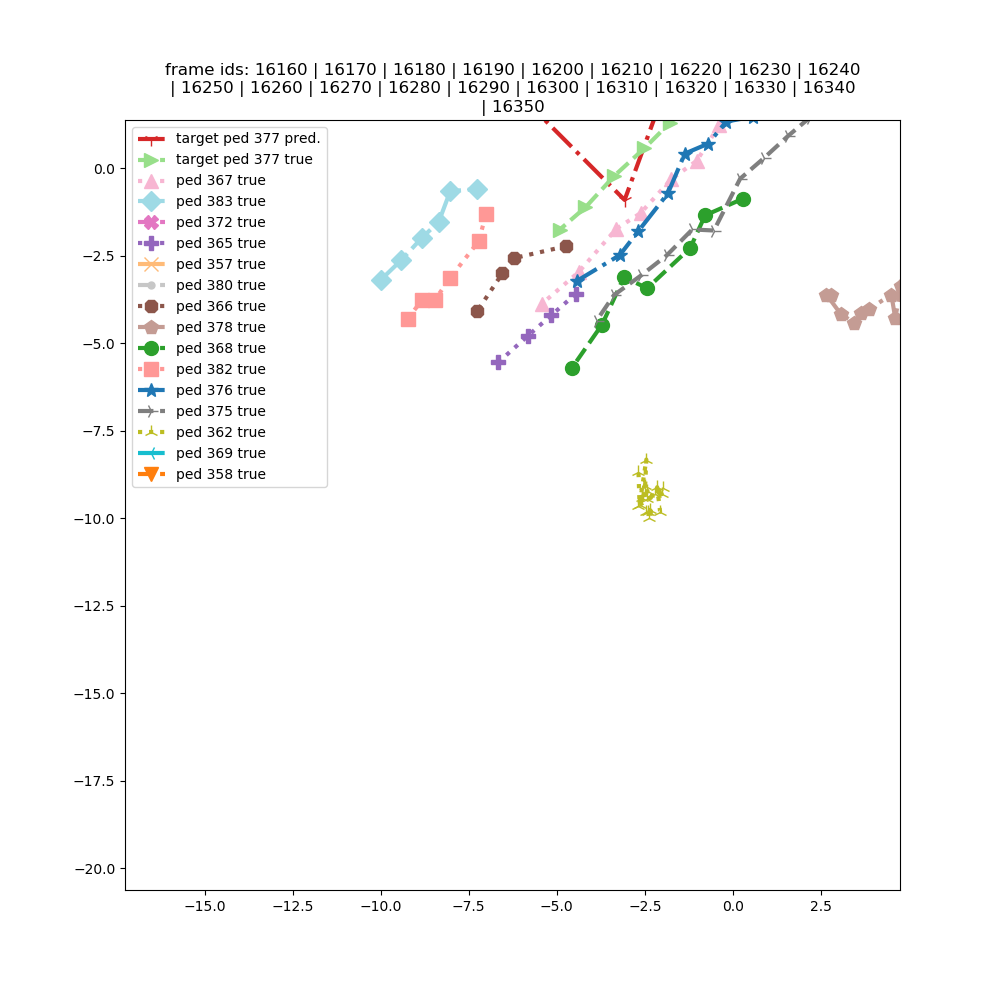 frame ids: 16160 | 16170 | 16180 | 16190 | 16200 | 16210 | 16220 | 16230 | 16240
| 16250 | 16260 | 16270 | 16280 | 16290 | 16300 | 16310 | 16320 | 16330 | 16340
| 16350
target ped 377 pred.
target ped 377 true
ped 367 true
ped 383 true
ped 372 true
ped 365 true
ped 357 true
ped 380 true
ped 366 true
ped 378 true
ped 368 true
ped 382 true
ped 376 true
ped 375 true
ped 362 true
ped 369 true
ped 358 true
0.0
−2.5
−5.0
−7.5
−10.0
−12.5
−15.0
−17.5
−20.0
−15.0 −12.5 −10.0 −7.5 −5.0 −2.5 0.0 2.5